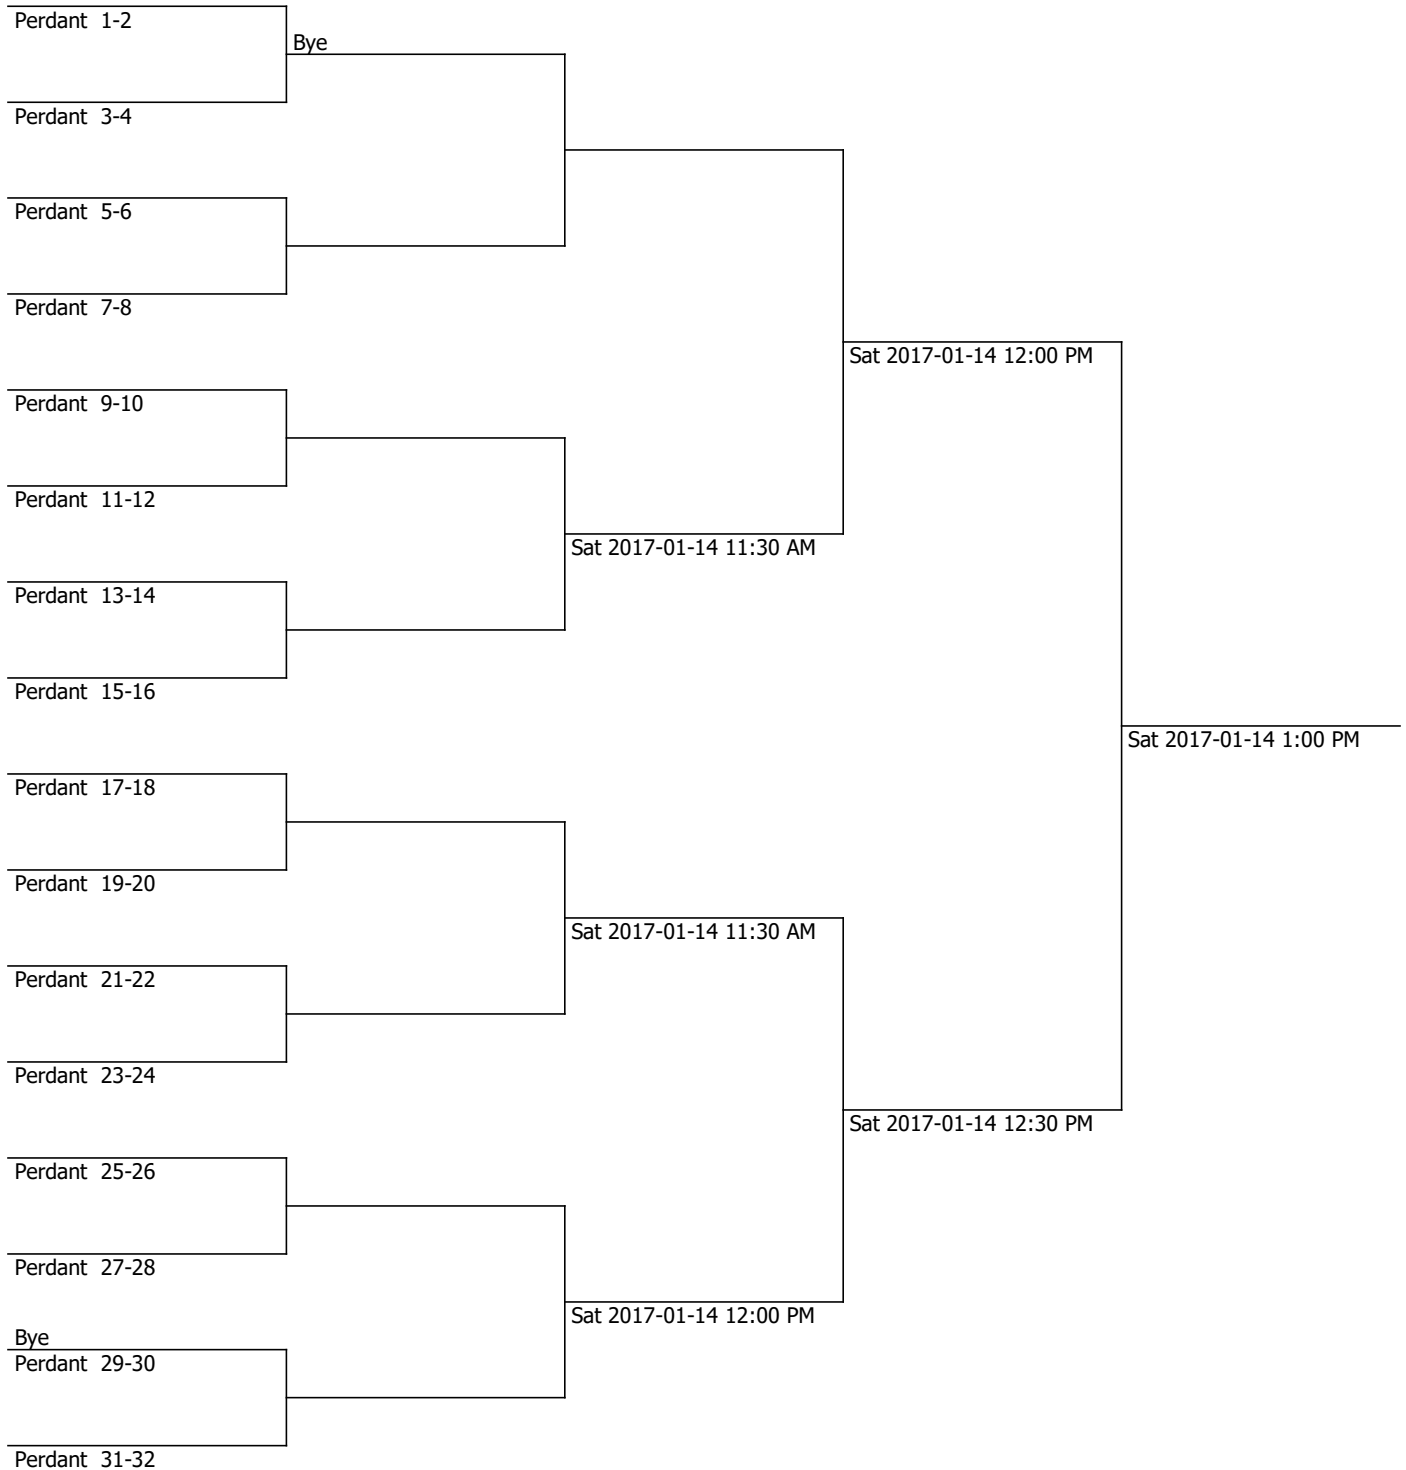 Perdant 1-2
Bye
Perdant 3-4
Perdant 5-6
Perdant 7-8
Sat 2017-01-14 12:00 PM
Perdant 9-10
Perdant 11-12
Sat 2017-01-14 11:30 AM
Perdant 13-14
Perdant 15-16
Sat 2017-01-14 1:00 PM
Perdant 17-18
Perdant 19-20
Sat 2017-01-14 11:30 AM
Perdant 21-22
Perdant 23-24
Sat 2017-01-14 12:30 PM
Perdant 25-26
Perdant 27-28
Sat 2017-01-14 12:00 PM
Bye
Perdant 29-30
Perdant 31-32